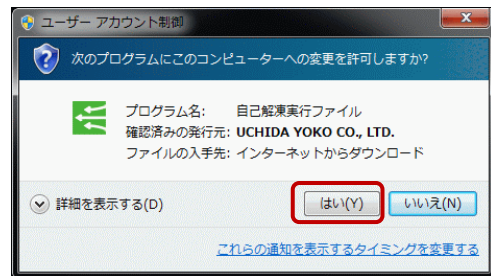 ユーザー アカウント制御
次のプログラムにこのコンピューターへの変更を許可しますか?
プログラム名: 自己解凍実行ファイル
確認済みの発行元: UCHIDA YOKO CO., LTD.
ファイルの入手先: インターネットからダウンロード
詳細を表示する(D)
はい(Y)
いいえ(N)
これらの通知を表示するタイミングを変更する